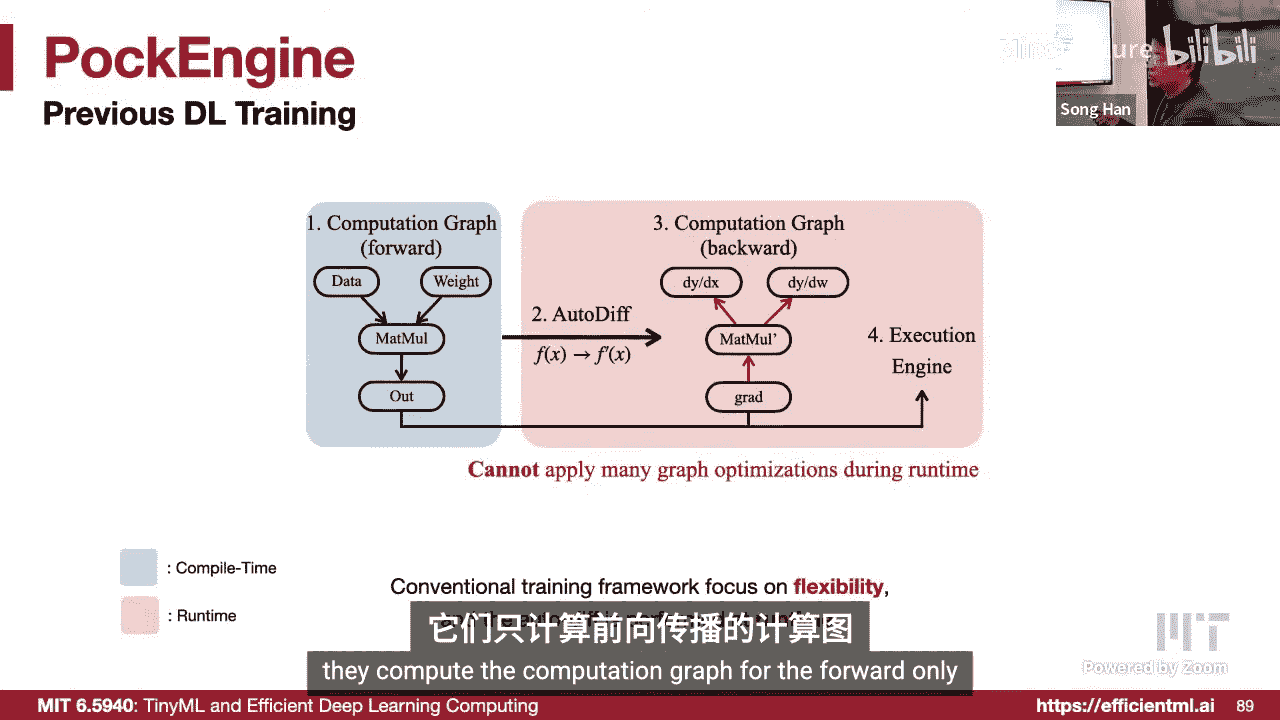 PockEngine
Previous DL Training
bilibili
Song Han
1. Computation Graph
(forward)
Data
Weight
MatMul
Out
2. AutoDiff
f(x) → f'(x)
3. Computation Graph
(backward)
dy/dx
dy/dw
MatMul'
grad
4. Execution
Engine
Cannot apply many graph optimizations during runtime
: Compile-Time
: Runtime
Conventional training framework focus on flexibility,
它们只计算前向传播的计算图
they compute the computation graph for the forward only
MIT
Powered by Zoom
MIT 6.5940: TinyML and Efficient Deep Learning Computing
https://efficientml.ai
89